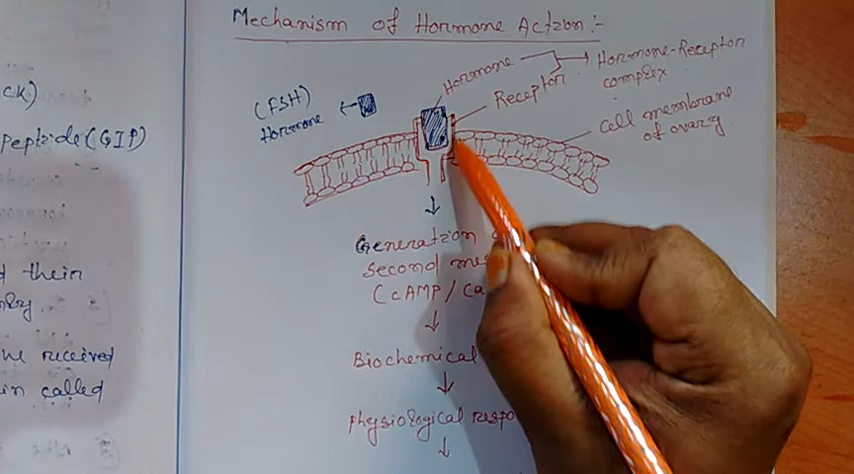 Mechanism of Hormone Action :-
Hormone
Receptor
Hormone-Receptor
complex
(FSH)
Hormone
cell membrane
of ovary
Generation
second
(cAMP/Ca
Biochemical
physiological
CK)
Peptide (GIP)
received
called